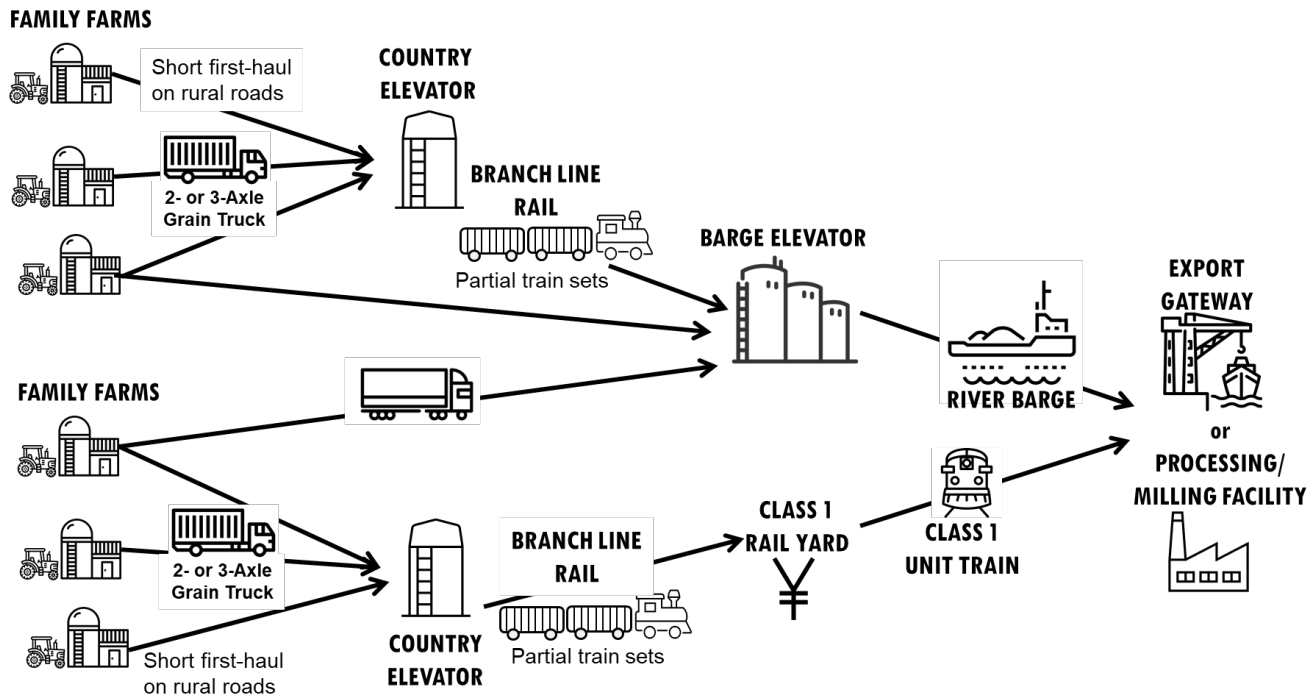 FAMILY FARMS
Short first-haul
on rural roads
COUNTRY
ELEVATOR
2- or 3-Axle
Grain Truck
BRANCH LINE
RAIL
Partial train sets
BARGE ELEVATOR
RIVER BARGE
EXPORT
GATEWAY
or
PROCESSING/
MILLING FACILITY
FAMILY FARMS
2- or 3-Axle
Grain Truck
Short first-haul
on rural roads
COUNTRY
ELEVATOR
BRANCH LINE
RAIL
Partial train sets
CLASS 1
RAIL YARD
CLASS 1
UNIT TRAIN